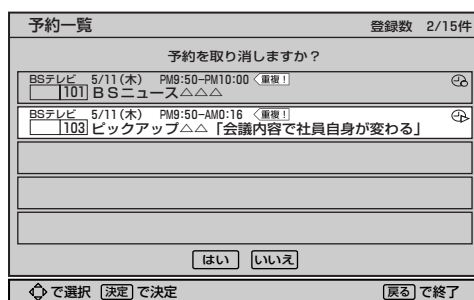 予約一覧 登録数 2/15件
予約を取り消しますか？
BSテレビ 5/11(木) PM9:50-PM10:00 重複!
101 BSニュース△△△
BSテレビ 5/11(木) PM9:50-AM0:16 重複!
103 ピックアップ△△「会議内容で社員自身が変わる」
はい いいえ
で選択 決定 で決定 戻る で終了